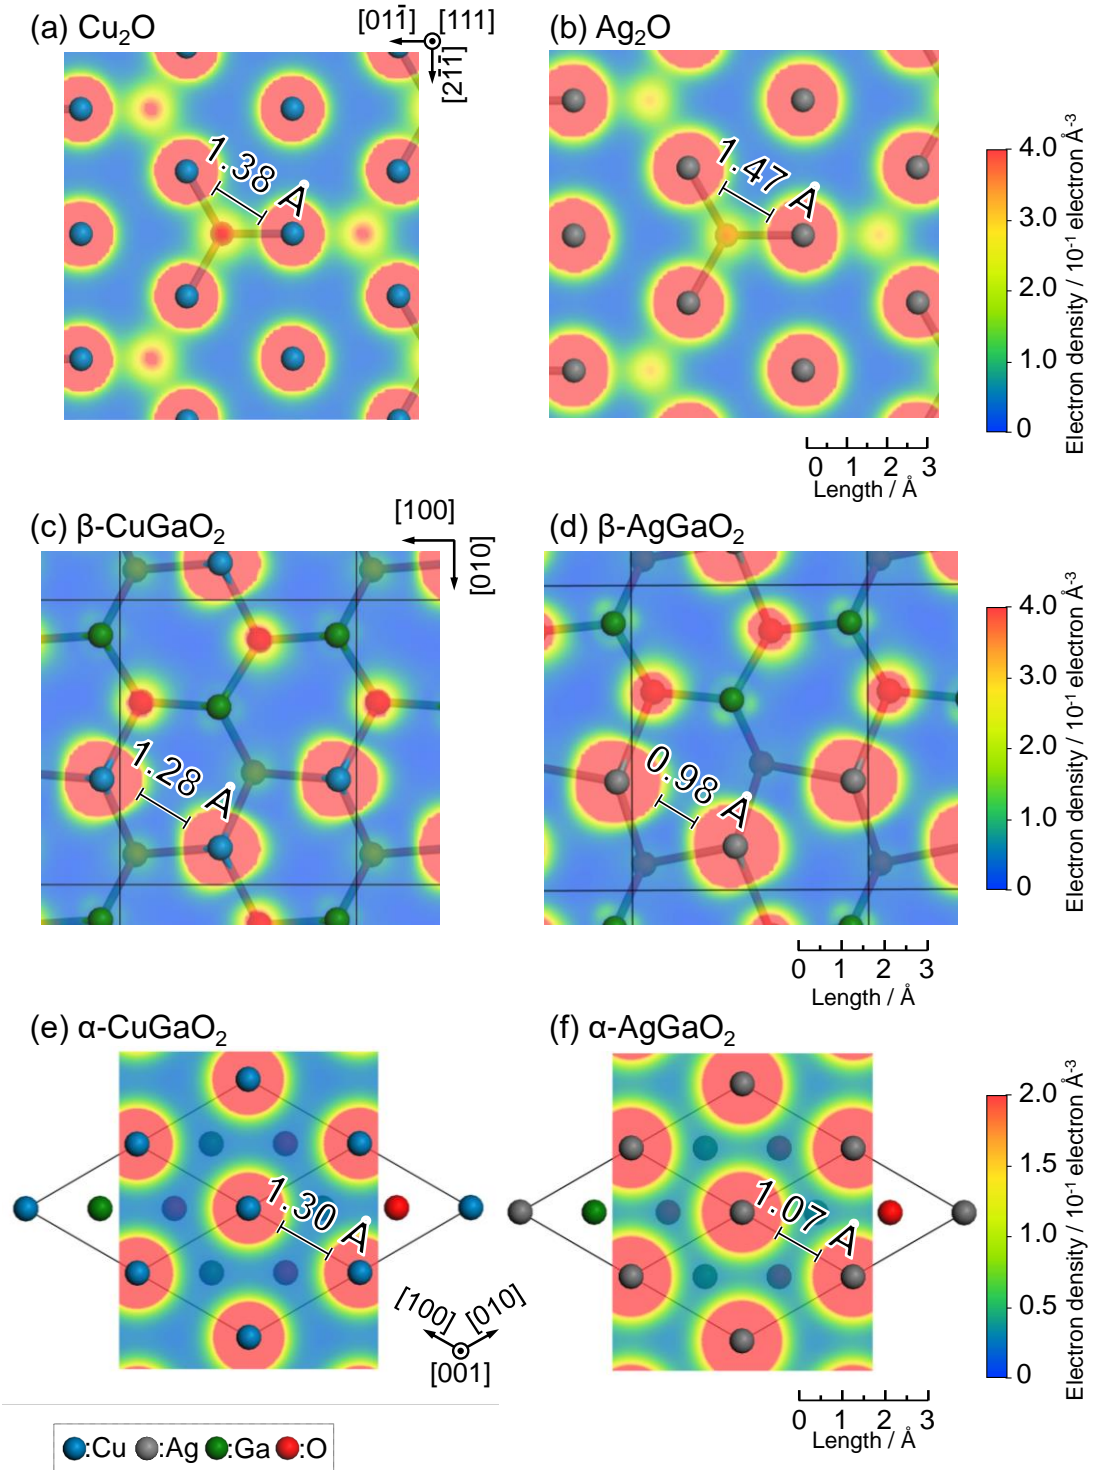 (a) Cu₂O
[011̄]
[111]
[21̄1̄]
(b) Ag₂O
1.38 Å
1.47 Å
4.0
3.0
2.0
1.0
0
Electron density / 10⁻¹ electron Å⁻³
0 1 2 3
Length / Å
(c) β-CuGaO₂
[100]
[010]
(d) β-AgGaO₂
1.28 Å
0.98 Å
4.0
3.0
2.0
1.0
0
Electron density / 10⁻¹ electron Å⁻³
0 1 2 3
Length / Å
(e) α-CuGaO₂
(f) α-AgGaO₂
1.30 Å
1.07 Å
[100]
[010]
[001]
2.0
1.5
1.0
0.5
0
Electron density / 10⁻¹ electron Å⁻³
0 1 2 3
Length / Å
:Cu :Ag :Ga :O